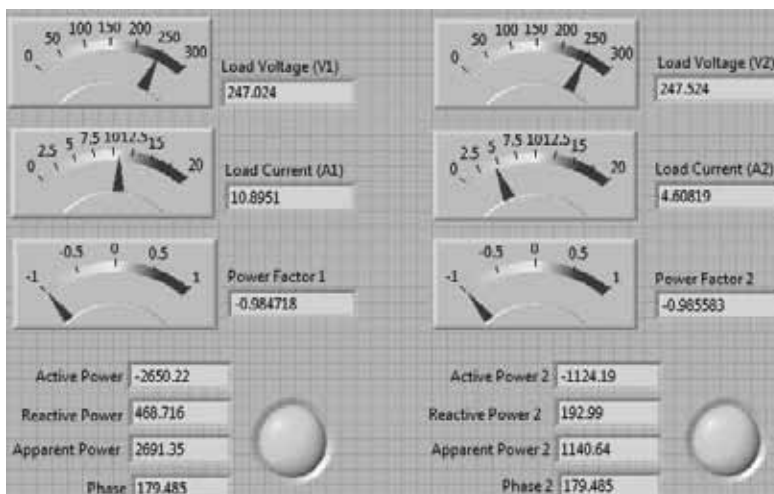 0 50 100 150 200 250 300
Load Voltage (V1)
247.024
0 2.5 5 7.5 10 12.5 15 20
Load Current (A1)
10.8951
-1 -0.5 0 0.5 1
Power Factor 1
-0.984718
Active Power -2650.22
Reactive Power 468.716
Apparent Power 2691.35
Phase 179.485
0 50 100 150 200 250 300
Load Voltage (V2)
247.524
0 2.5 5 7.5 10 12.5 15 20
Load Current (A2)
4.60819
-1 -0.5 0 0.5 1
Power Factor 2
-0.985583
Active Power 2 -1124.19
Reactive Power 2 192.99
Apparent Power 2 1140.64
Phase 2 179.485